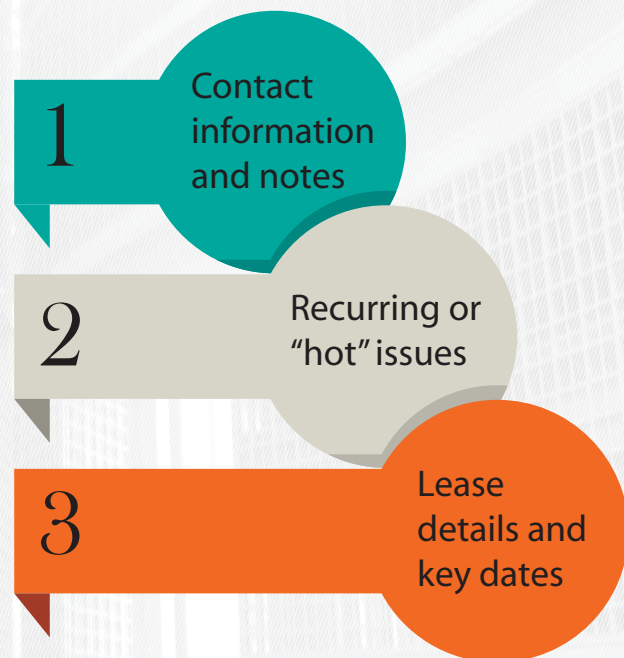 1
Contact
information
and notes
2
Recurring or
“hot” issues
3
Lease
details and
key dates